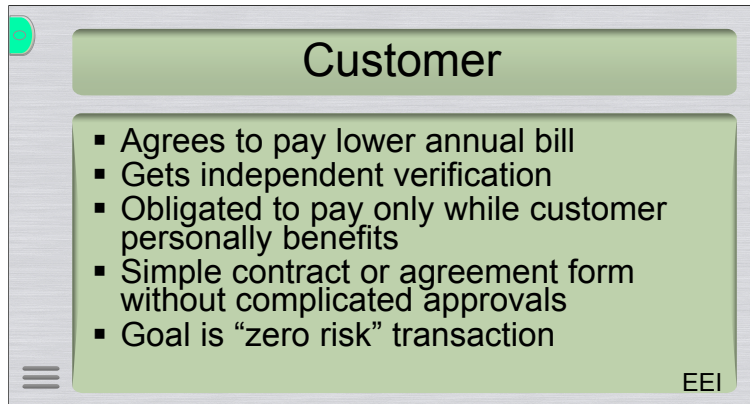 Customer
▪ Agrees to pay lower annual bill
▪ Gets independent verification
▪ Obligated to pay only while customer
personally benefits
▪ Simple contract or agreement form
without complicated approvals
▪ Goal is “zero risk” transaction
EEI